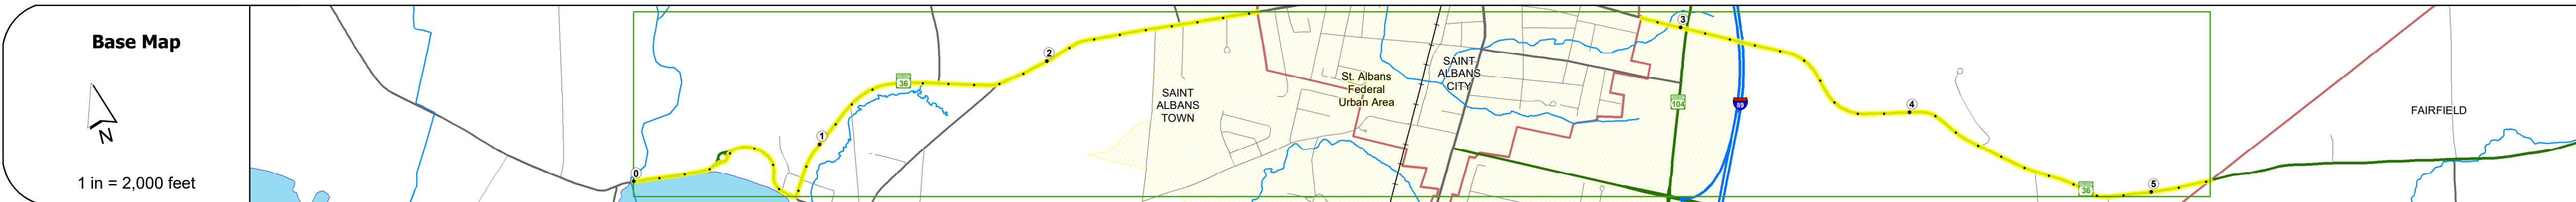 Base Map
N
1 in = 2,000 feet
0
1
36
2
SAINT
ALBANS
TOWN
St. Albans
Federal
Urban Area
SAINT
ALBANS
CITY
3
104
89
4
36
5
FAIRFIELD